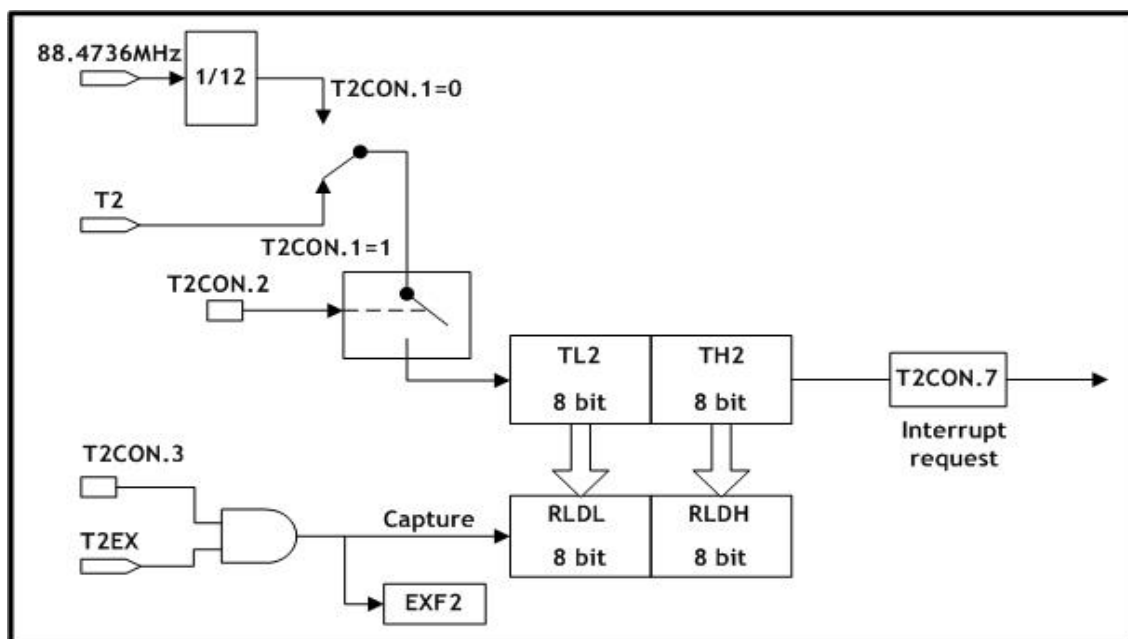 88.4736MHz
1/12
T2CON.1=0
T2
T2CON.1=1
T2CON.2
TL2
8 bit
TH2
8 bit
T2CON.7
Interrupt
request
T2CON.3
T2EX
Capture
RLDL
8 bit
RLDH
8 bit
EXF2